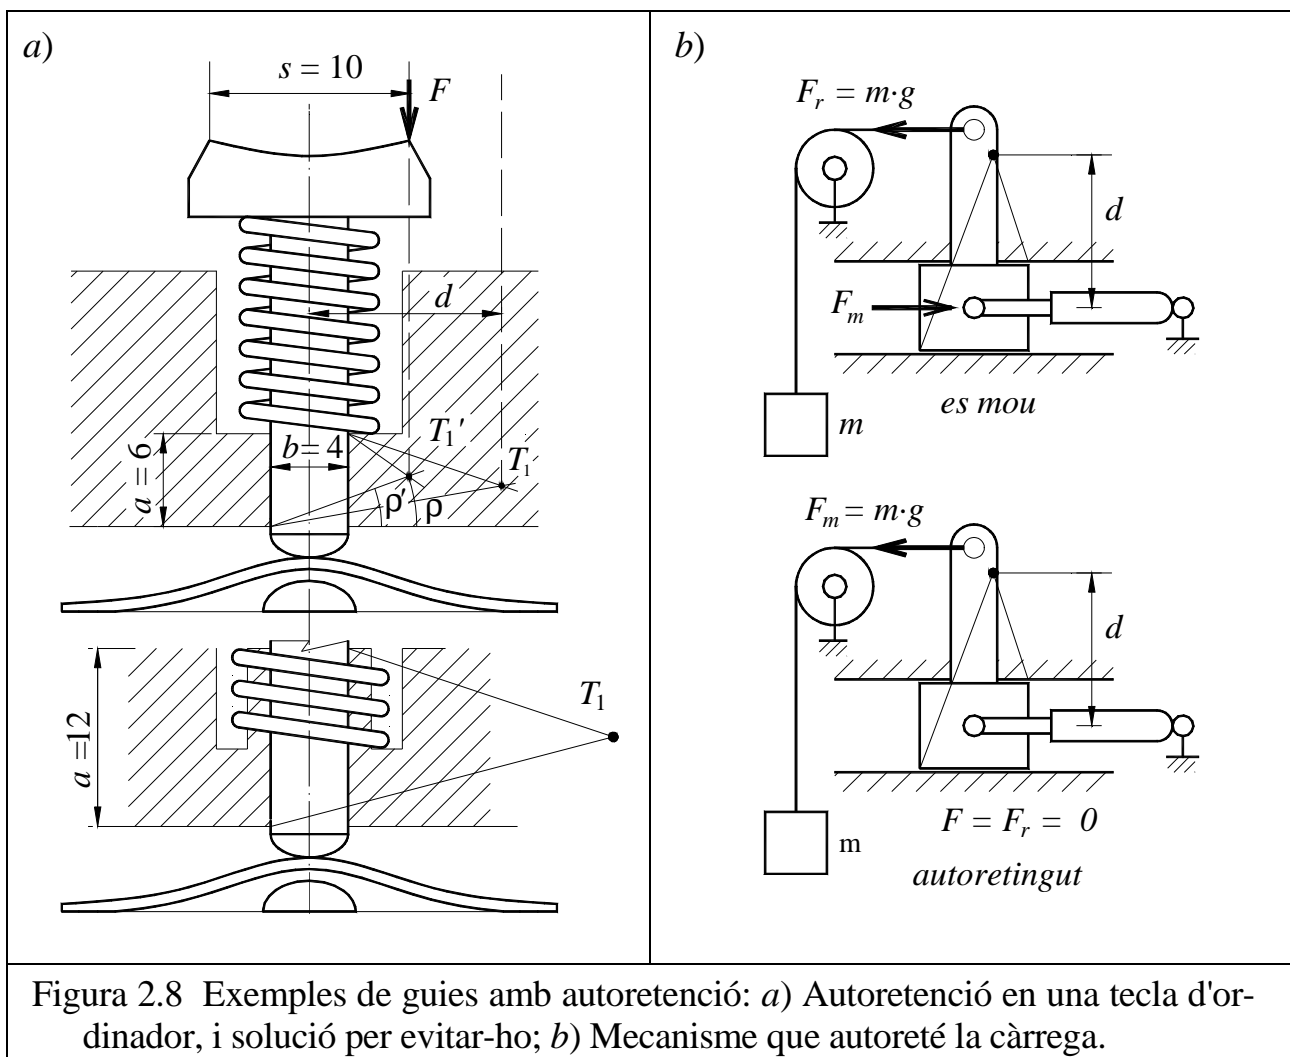 a)
s = 10
F
d
a = 6
b = 4
T1'
T1
ρ'
ρ
a = 12
T1
b)
Fr = m·g
d
Fm
es mou
m
Fm = m·g
d
F = Fr = 0
m
autoretingut
Figura 2.8 Exemples de guies amb autoretenció: a) Autoretenció en una tecla d'or-
dinador, i solució per evitar-ho; b) Mecanisme que autoreté la càrrega.